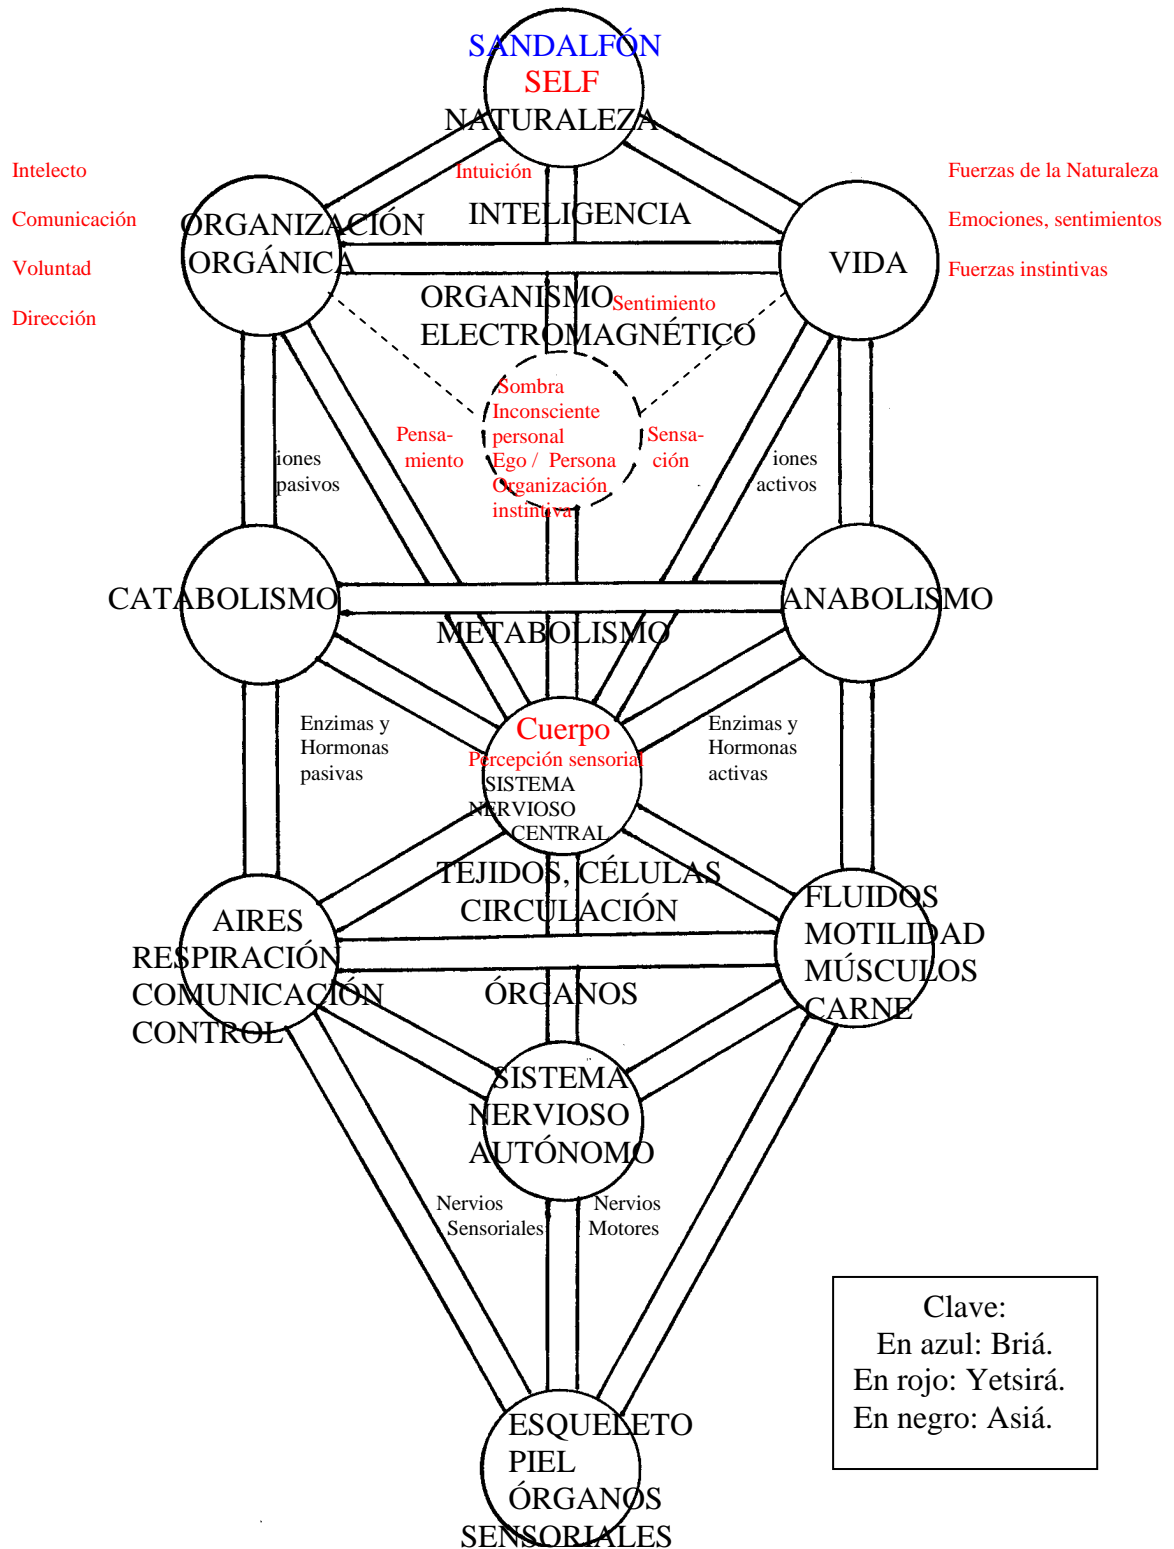 SANDALFÓN
SELF
NATURALEZA
Intelecto
Comunicación
Voluntad
Dirección
Intuición
INTELIGENCIA
Fuerzas de la Naturaleza
Emociones, sentimientos
Fuerzas instintivas
ORGANIZACIÓN
ORGÁNICA
VIDA
ORGANISMO
ELECTROMAGNÉTICO
Sentimiento
Sombra
Inconsciente
personal
Ego / Persona
Organización
instintiva
Pensa-
miento
Sensa-
ción
iones
pasivos
iones
activos
CATABOLISMO
ANABOLISMO
METABOLISMO
Enzimas y
Hormonas
pasivas
Cuerpo
Percepción sensorial
SISTEMA
NERVIOSO
CENTRAL
Enzimas y
Hormonas
activas
TEJIDOS, CÉLULAS
CIRCULACIÓN
AIRES
RESPIRACIÓN
COMUNICACIÓN
CONTROL
FLUIDOS
MOTILIDAD
MÚSCULOS
CARNE
ÓRGANOS
SISTEMA
NERVIOSO
AUTÓNOMO
Nervios
Sensoriales
Nervios
Motores
Clave:
En azul: Briá.
En rojo: Yetsirá.
En negro: Asiá.
ESQUELETO
PIEL
ÓRGANOS
SENSORIALES